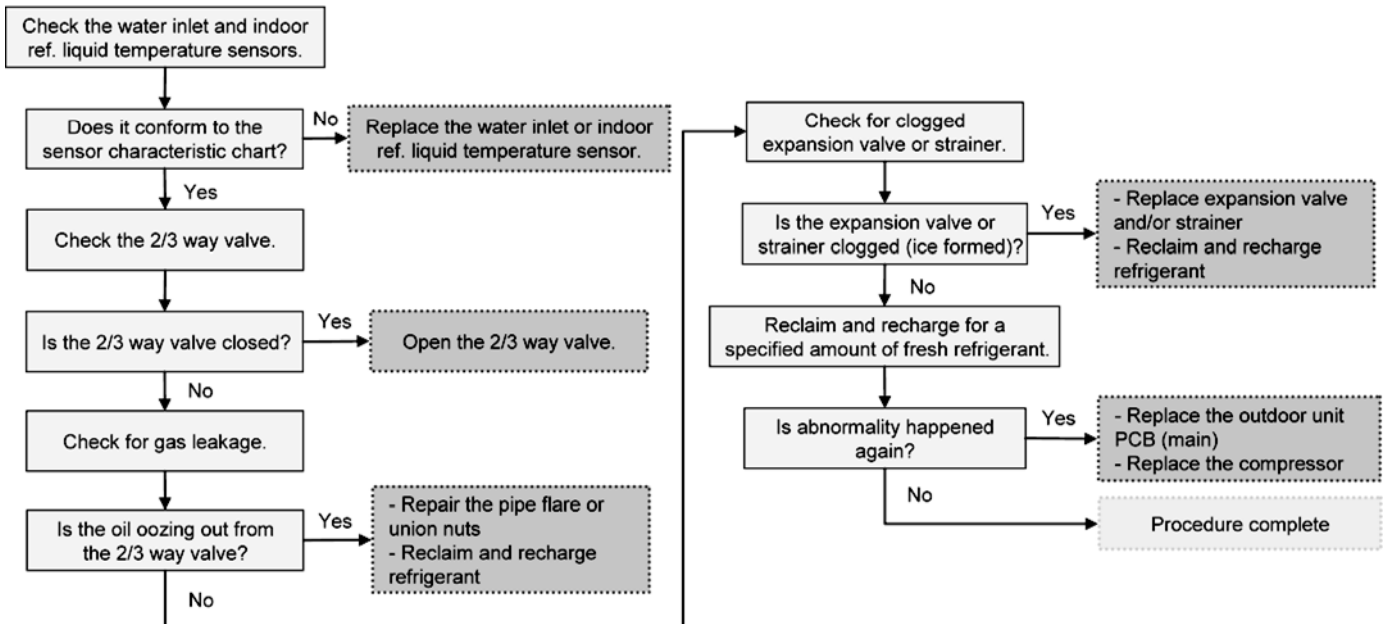 Check the water inlet and indoor
ref. liquid temperature sensors.
Does it conform to the
sensor characteristic chart?
No
Replace the water inlet or indoor
ref. liquid temperature sensor.
Yes
Check the 2/3 way valve.
Is the 2/3 way valve closed?
Yes
Open the 2/3 way valve.
No
Check for gas leakage.
Is the oil oozing out from
the 2/3 way valve?
Yes
- Repair the pipe flare or
union nuts
- Reclaim and recharge
refrigerant
No
Check for clogged
expansion valve or strainer.
Is the expansion valve or
strainer clogged (ice formed)?
Yes
- Replace expansion valve
and/or strainer
- Reclaim and recharge
refrigerant
No
Reclaim and recharge for a
specified amount of fresh refrigerant.
Is abnormality happened
again?
Yes
- Replace the outdoor unit
PCB (main)
- Replace the compressor
No
Procedure complete